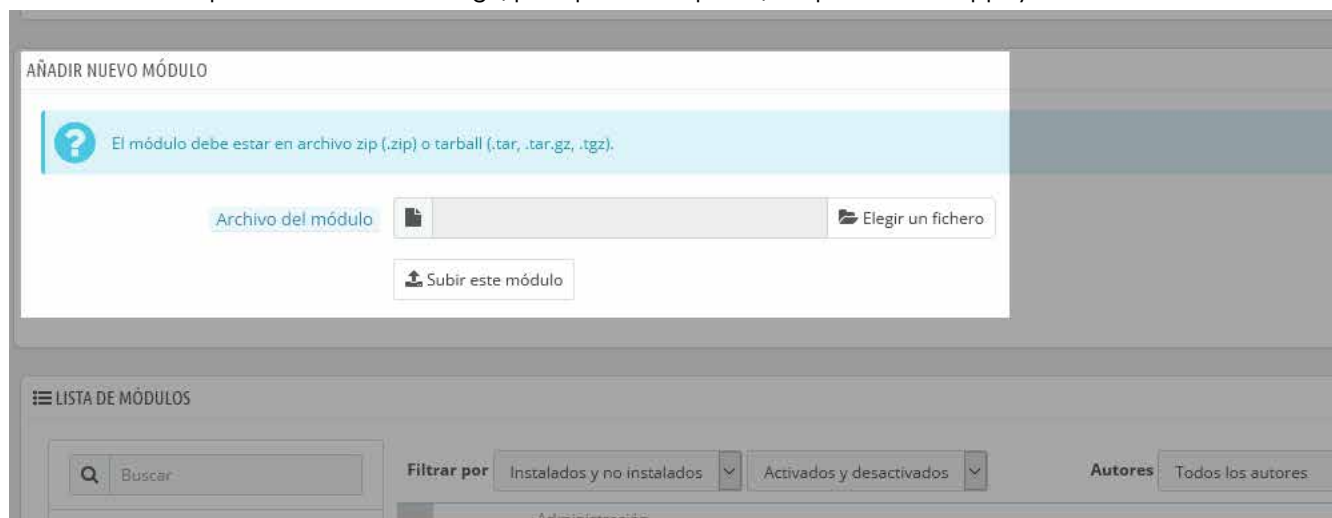 AÑADIR NUEVO MÓDULO
El módulo debe estar en archivo zip (.zip) o tarball (.tar, .tar.gz, .tgz).
Archivo del módulo
Elegir un fichero
Subir este módulo
LISTA DE MÓDULOS
Buscar
Filtrar por Instalados y no instalados Activados y desactivados Autores Todos los autores